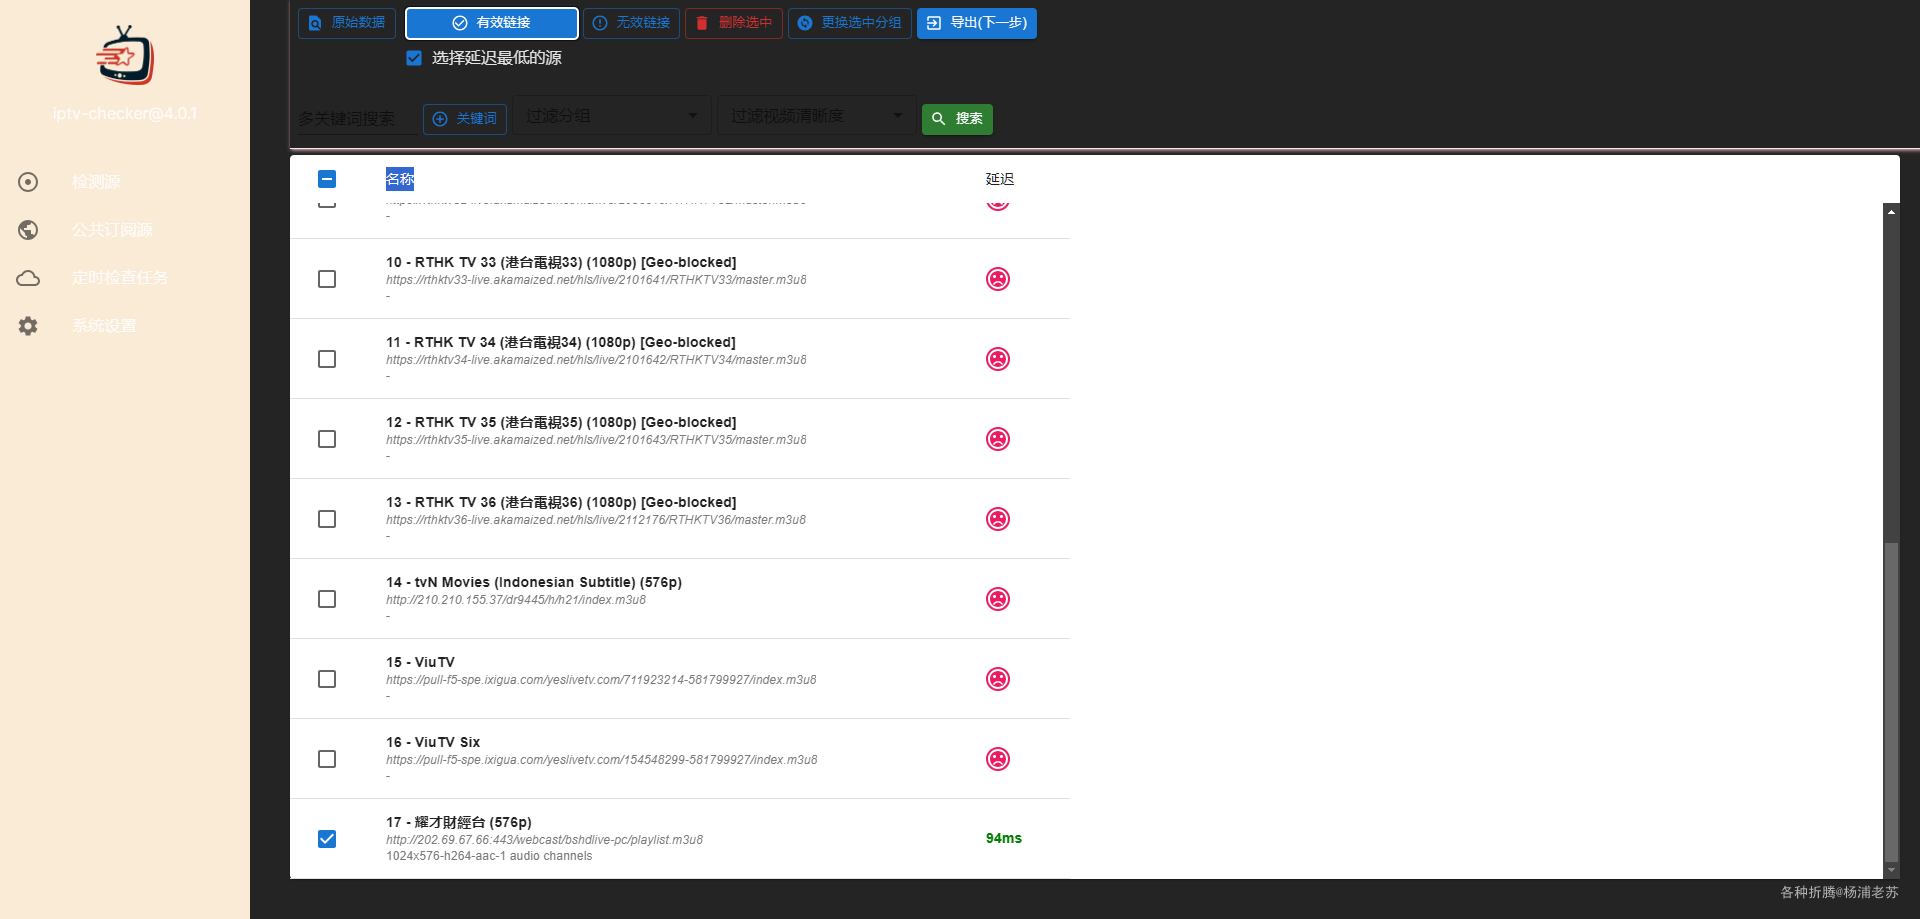 iptv-checker@4.0.1
检测源
公共订阅源
定时检查任务
系统设置
原始数据
有效链接
无效链接
删除选中
更换选中分组
导出(下一步)
选择延迟最低的源
多关键词搜索
关键词
过滤分组
过滤视频清晰度
搜索
名称
延迟
-
10 - RTHK TV 33 (港台電視33) (1080p) [Geo-blocked]
https://rthktv33-live.akamaized.net/hls/live/2101641/RTHKTV33/master.m3u8
-
11 - RTHK TV 34 (港台電視34) (1080p) [Geo-blocked]
https://rthktv34-live.akamaized.net/hls/live/2101642/RTHKTV34/master.m3u8
-
12 - RTHK TV 35 (港台電視35) (1080p) [Geo-blocked]
https://rthktv35-live.akamaized.net/hls/live/2101643/RTHKTV35/master.m3u8
-
13 - RTHK TV 36 (港台電視36) (1080p) [Geo-blocked]
https://rthktv36-live.akamaized.net/hls/live/2112176/RTHKTV36/master.m3u8
-
14 - tvN Movies (Indonesian Subtitle) (576p)
http://210.210.155.37/dr9445/h/h21/index.m3u8
-
15 - ViuTV
https://pull-f5-spe.ixigua.com/yeslivetv.com/711923214-581799927/index.m3u8
-
16 - ViuTV Six
https://pull-f5-spe.ixigua.com/yeslivetv.com/154548299-581799927/index.m3u8
-
17 - 耀才財經台 (576p)
http://202.69.67.66:443/webcast/bshdlive-pc/playlist.m3u8
1024x576-h264-aac-1 audio channels
94ms
各种折腾@杨浦老苏